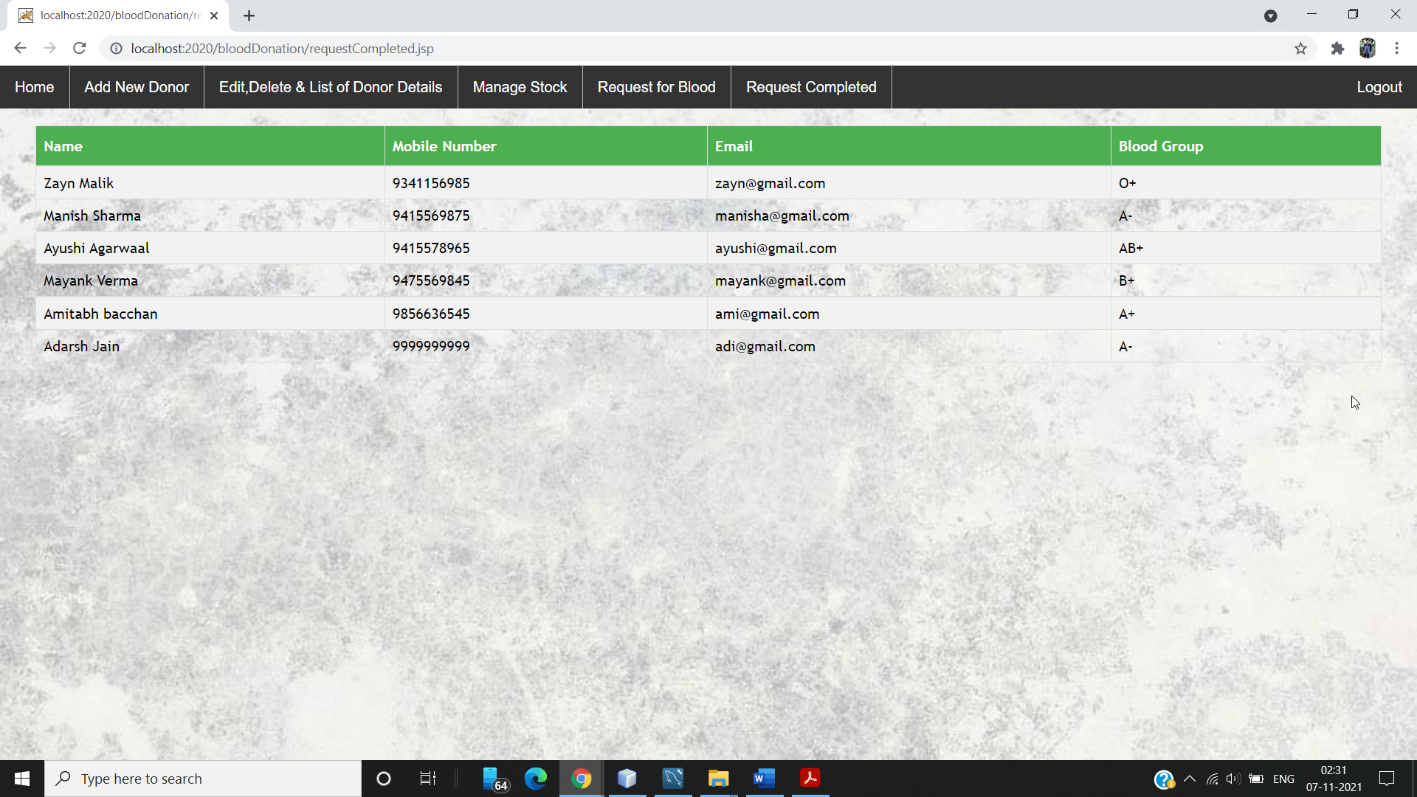 localhost:2020/bloodDonation/re
localhost:2020/bloodDonation/requestCompleted.jsp
Home Add New Donor Edit,Delete & List of Donor Details Manage Stock Request for Blood Request Completed Logout
Name Mobile Number Email Blood Group
Zayn Malik 9341156985 zayn@gmail.com O+
Manish Sharma 9415569875 manisha@gmail.com A-
Ayushi Agarwaal 9415578965 ayushi@gmail.com AB+
Mayank Verma 9475569845 mayank@gmail.com B+
Amitabh bacchan 9856636545 ami@gmail.com A+
Adarsh Jain 9999999999 adi@gmail.com A-
Type here to search 64 ENG 02:31
07-11-2021